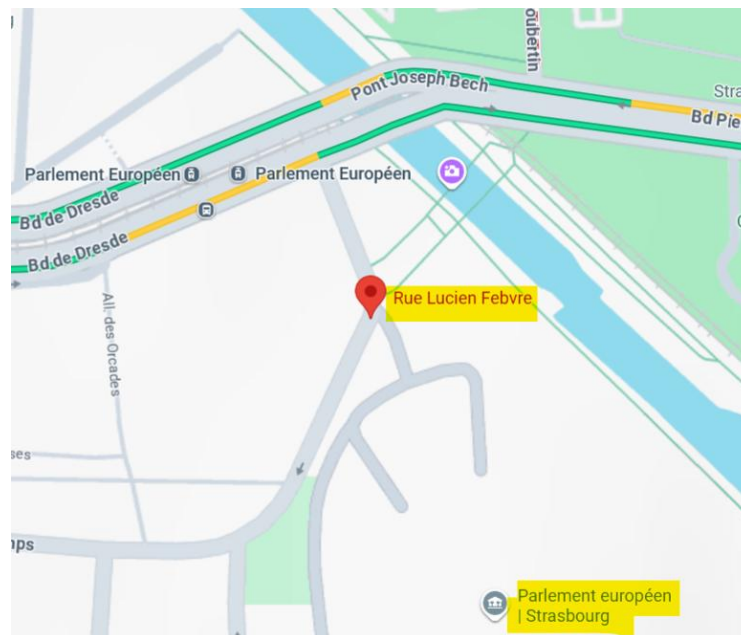 oubertin
Pont Joseph Bech
Stra
Bd Pie
Parlement Européen
Parlement Européen
Bd de Dresde
Bd de Dresde
All. des Orcades
Rue Lucien Febvre
ses
mps
Parlement européen
| Strasbourg